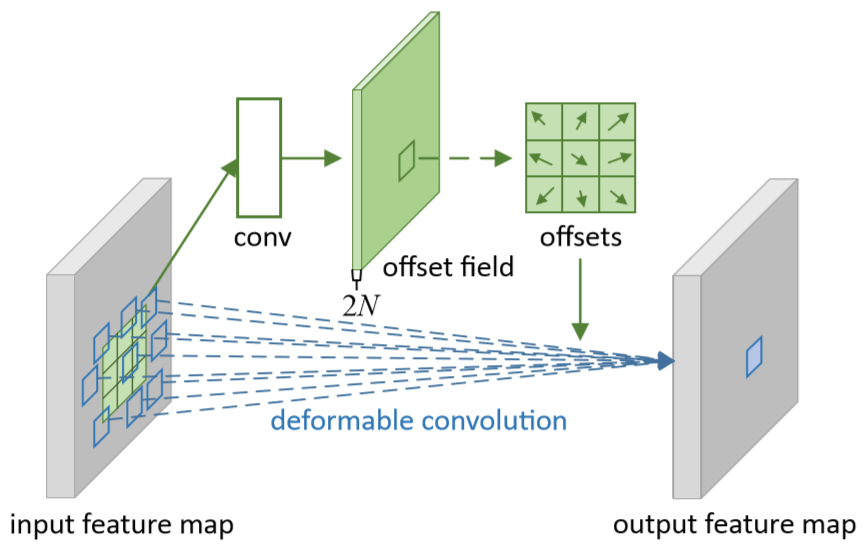 conv
offsets
offset field
2N
deformable convolution
input feature map
output feature map